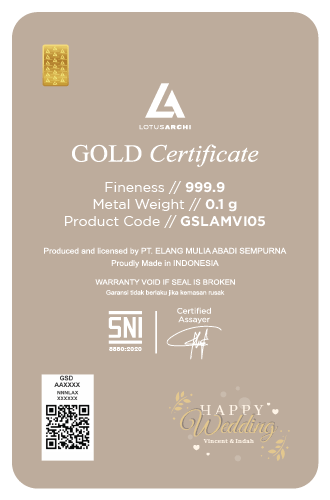 LOTUSARCHI
GOLD Certificate
Fineness // 999.9
Metal Weight // 0.1 g
Product Code // GSLAMVI05
Produced and licensed by PT. ELANG MULIA ABADI SEMPURNA
Proudly Made in INDONESIA
WARRANTY VOID IF SEAL IS BROKEN
Garansi tidak berlaku jika kemasan rusak
SNI
8880:2020
Certified
Assayer
GSD
AAXXXX
NNNLAX
XXXXXX
HAPPY
Wedding
Vincent & Indah